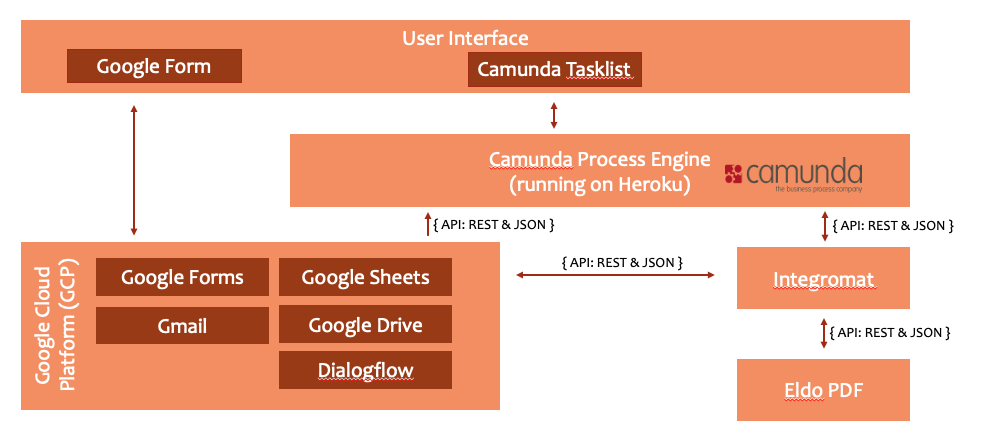 User Interface
Google Form
Camunda Tasklist
Camunda Process Engine
(running on Heroku)
camunda
the business process company
{ API: REST & JSON }
{ API: REST & JSON }
Google Cloud
Platform (GCP)
Google Forms
Google Sheets
Gmail
Google Drive
Dialogflow
{ API: REST & JSON }
Integromat
{ API: REST & JSON }
Eldo PDF